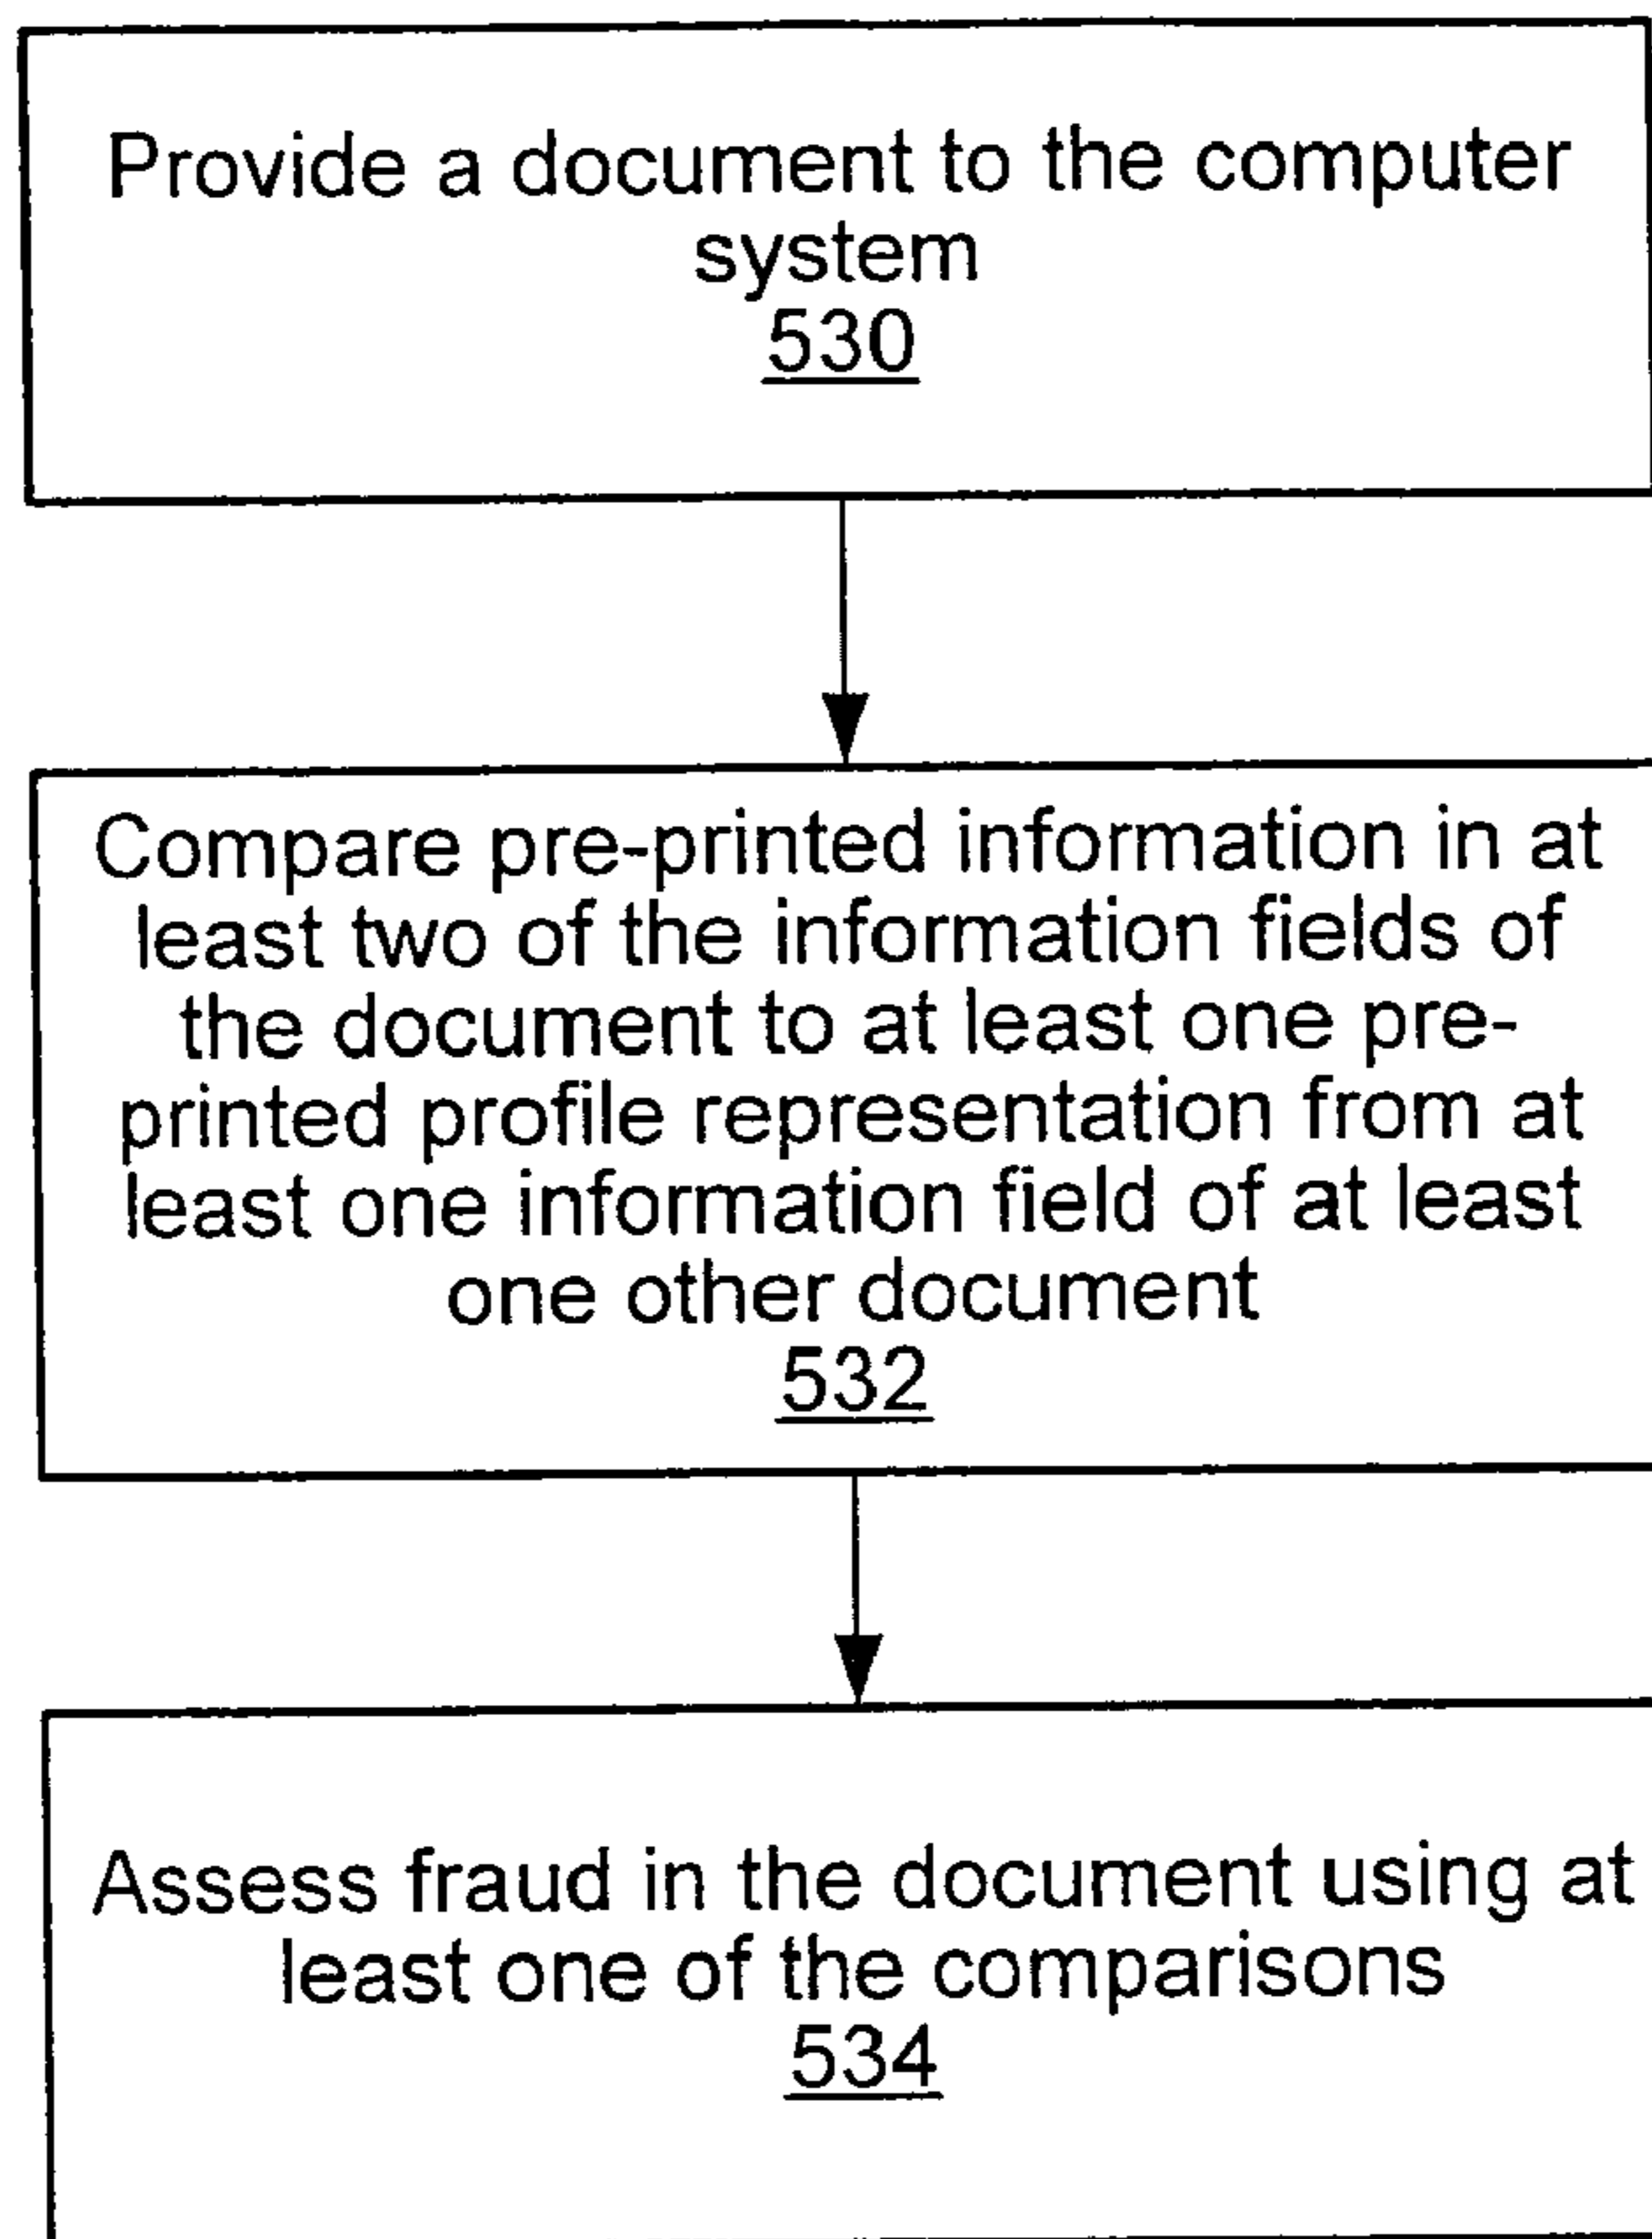 Provide a document to the computer
system
530
Compare pre-printed information in at
least two of the information fields of
the document to at least one pre-
printed profile representation from at
least one information field of at least
one other document
532
Assess fraud in the document using at
least one of the comparisons
534